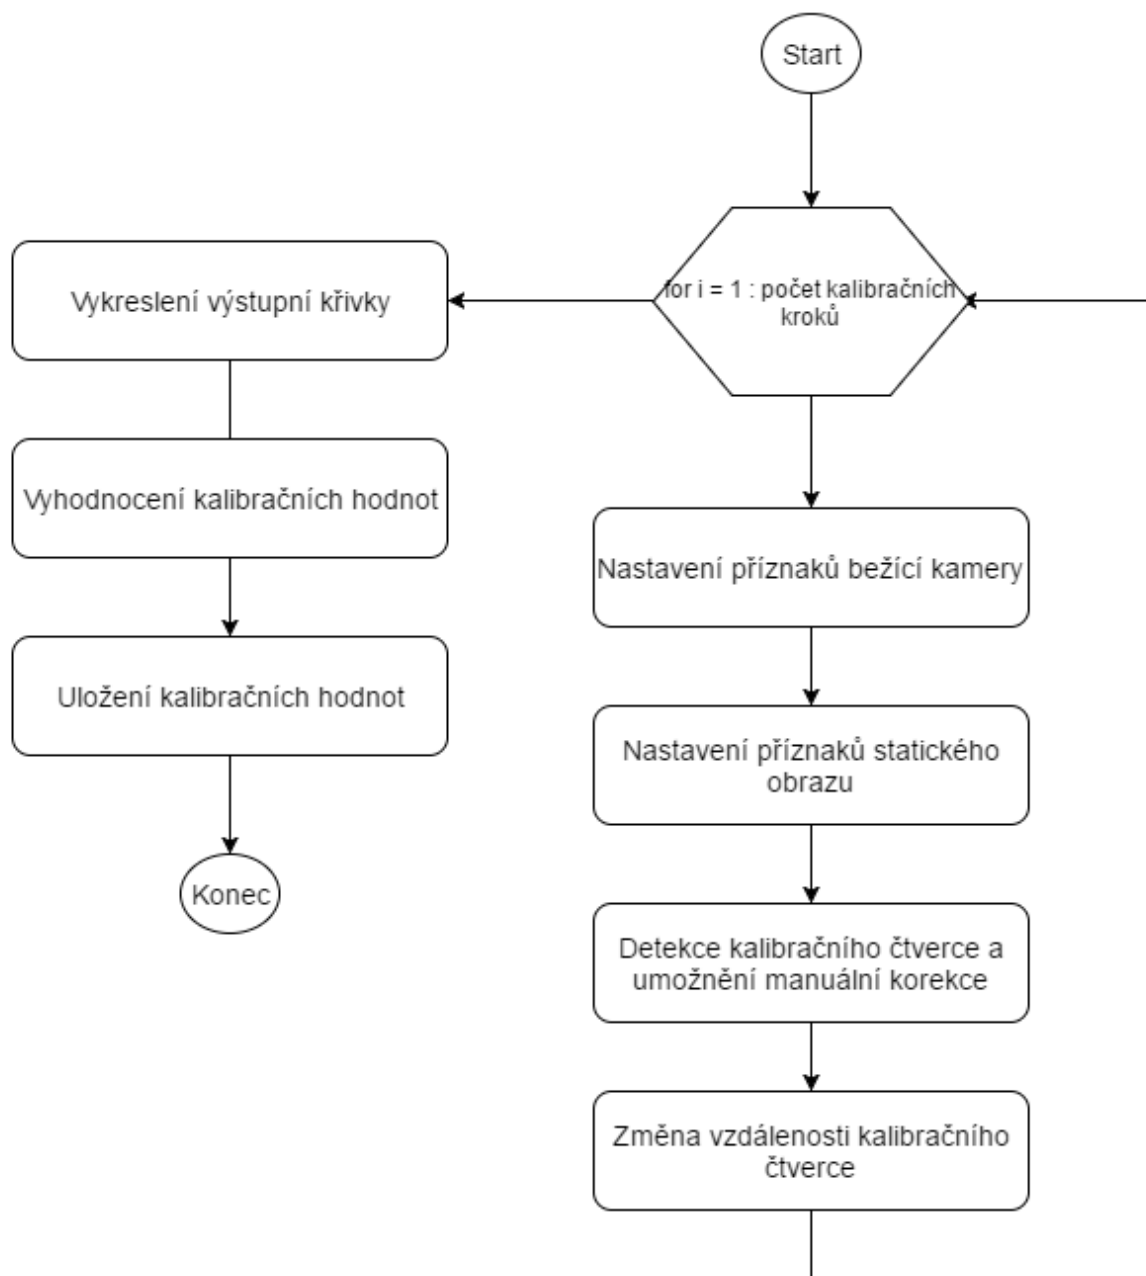 Start
for i = 1 : počet kalibračních
kroků
Vykreslení výstupní křivky
Vyhodnocení kalibračních hodnot
Uložení kalibračních hodnot
Konec
Nastavení příznaků bežící kamery
Nastavení příznaků statického
obrazu
Detekce kalibračního čtverce a
umožnění manuální korekce
Změna vzdálenosti kalibračního
čtverce